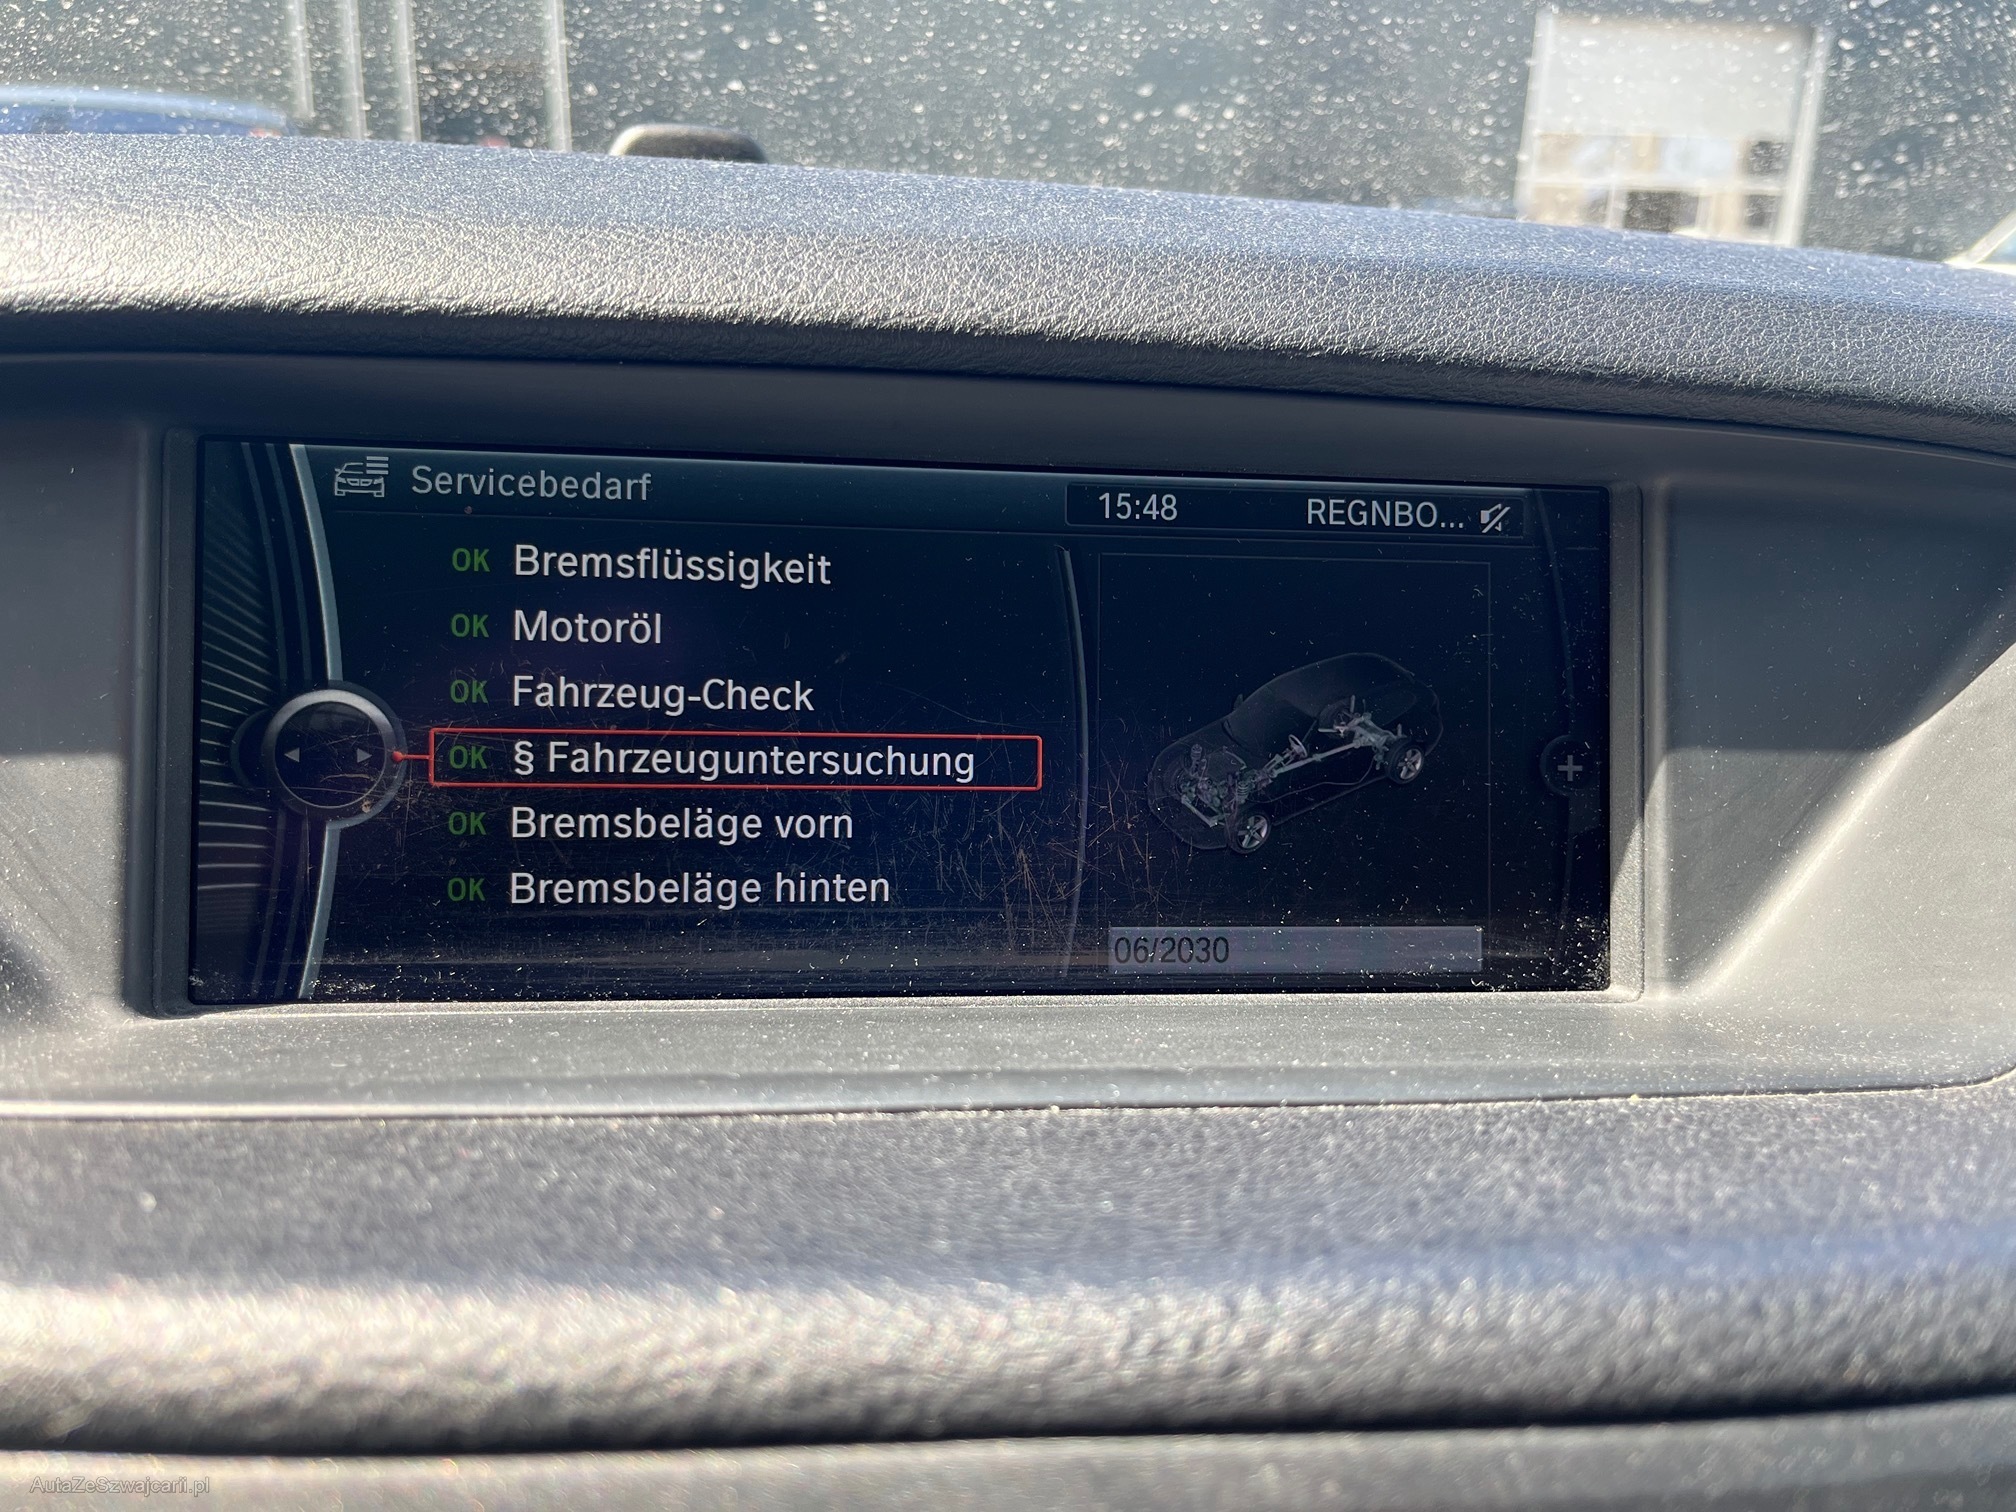 Servicebedarf
15:48 REGNBO...
OK Bremsflüssigkeit
OK Motoröl
OK Fahrzeug-Check
OK § Fahrzeuguntersuchung
OK Bremsbeläge vorn
OK Bremsbeläge hinten
06/2030
AutaZeSzwajcarii.pl